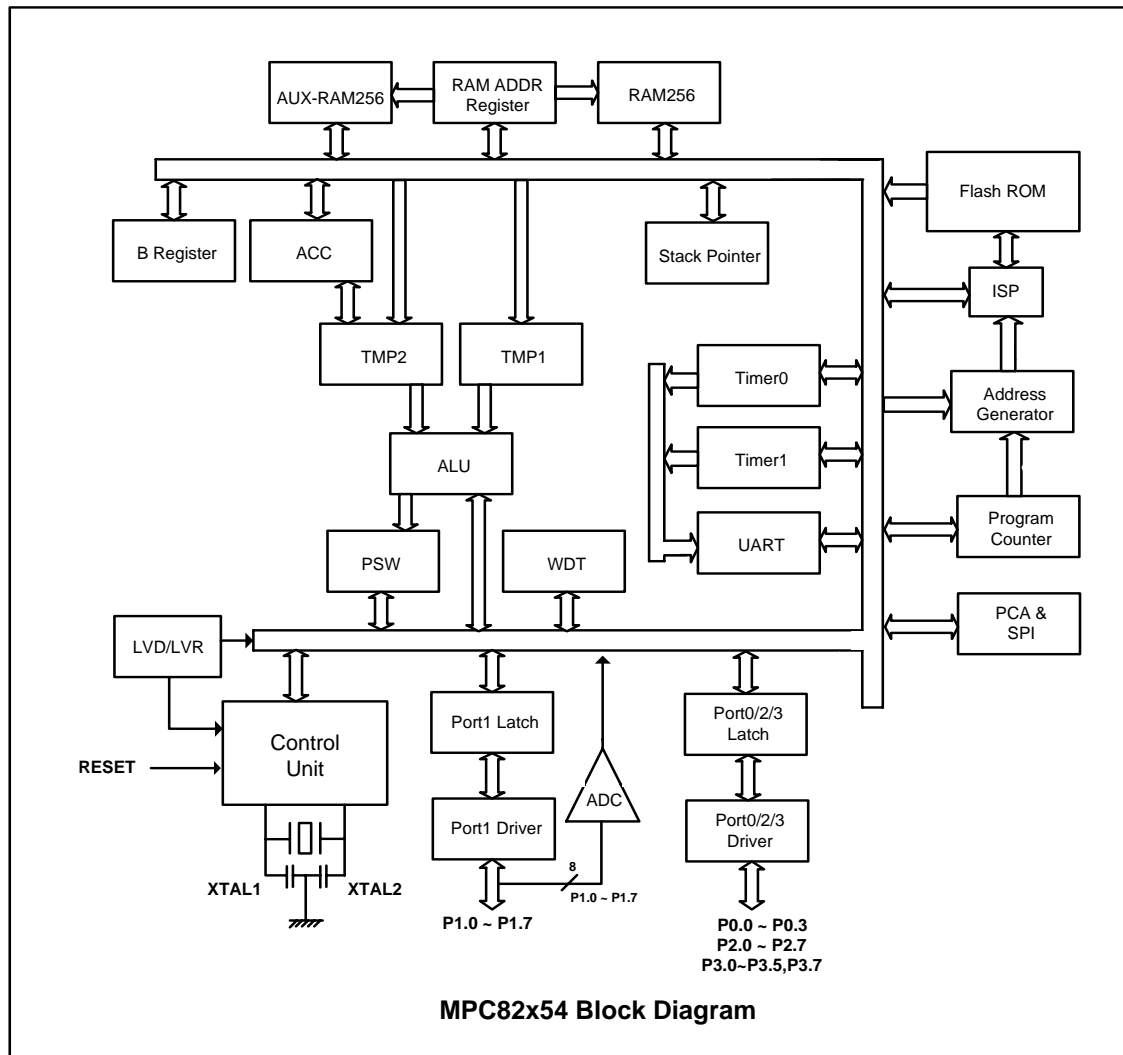 AUX-RAM256
RAM ADDR
Register
RAM256
Flash ROM
B Register
ACC
Stack Pointer
ISP
TMP2
TMP1
Timer0
Address
Generator
ALU
Timer1
Program
Counter
PSW
WDT
UART
LVD/LVR
PCA &
SPI
Control
Unit
Port1 Latch
Port0/2/3
Latch
RESET
ADC
Port1 Driver
Port0/2/3
Driver
8
XTAL1
XTAL2
P1.0 ~ P1.7
P1.0 ~ P1.7
P0.0 ~ P0.3
P2.0 ~ P2.7
P3.0~P3.5,P3.7
MPC82x54 Block Diagram